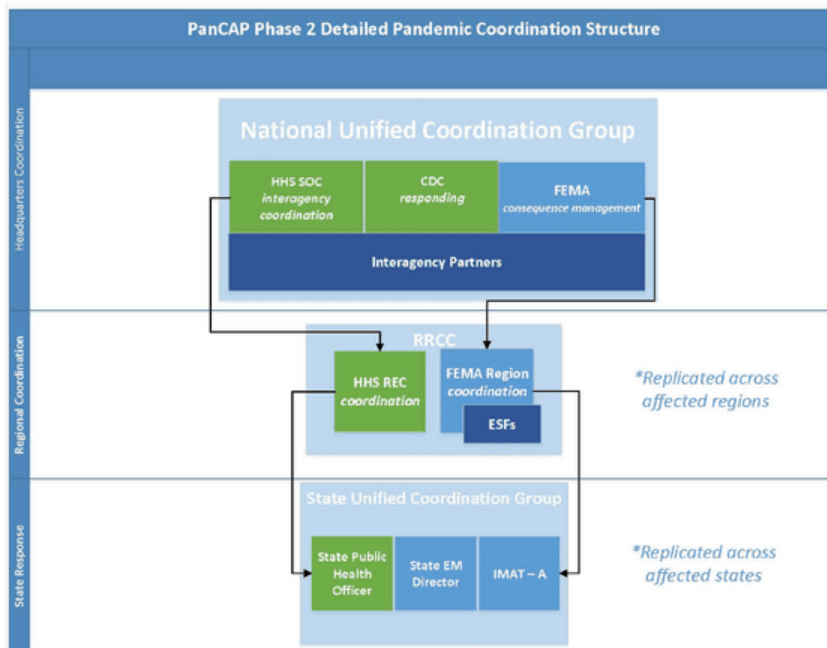 PanCAP Phase 2 Detailed Pandemic Coordination Structure
Headquarters Coordination
National Unified Coordination Group
HHS SOC
interagency
coordination
CDC
responding
FEMA
consequence management
Interagency Partners
Regional Coordination
RRCC
HHS REC
coordination
FEMA Region
coordination
ESFs
*Replicated across
affected regions
State Response
State Unified Coordination Group
State Public
Health
Officer
State EM
Director
IMAT – A
*Replicated across
affected states